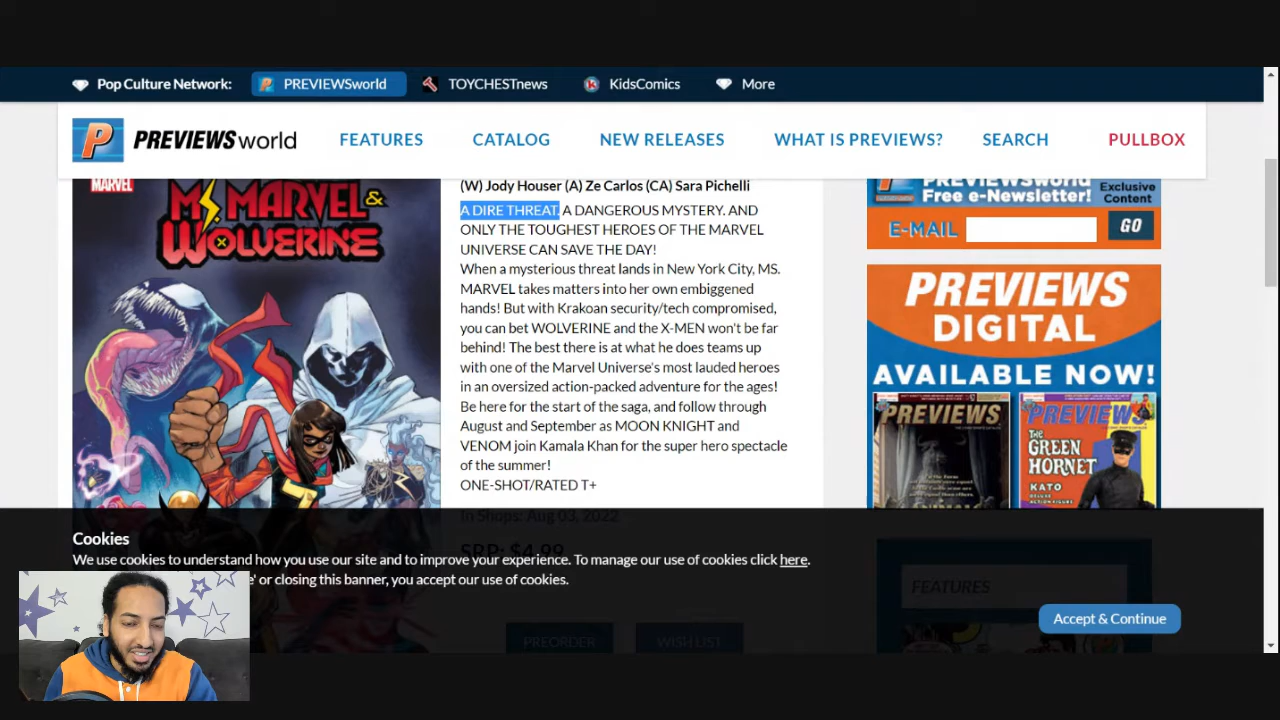 Pop Culture Network:
PREVIEWSworld
TOYCHESTnews
KidsComics
More
P PREVIEWSworld
FEATURES
CATALOG
NEW RELEASES
WHAT IS PREVIEWS?
SEARCH
PULLBOX
MARVEL
MS. MARVEL &
WOLVERINE
(W) Jody Houser (A) Ze Carlos (CA) Sara Pichelli
A DIRE THREAT. A DANGEROUS MYSTERY. AND
ONLY THE TOUGHEST HEROES OF THE MARVEL
UNIVERSE CAN SAVE THE DAY!
When a mysterious threat lands in New York City, MS.
MARVEL takes matters into her own embiggened
hands! But with Krakoan security/tech compromised,
you can bet WOLVERINE and the X-MEN won't be far
behind! The best there is at what he does teams up
with one of the Marvel Universe's most lauded heroes
in an oversized action-packed adventure for the ages!
Be here for the start of the saga, and follow through
August and September as MOON KNIGHT and
VENOM join Kamala Khan for the super hero spectacle
of the summer!
ONE-SHOT/RATED T+
In Shops: Aug 03, 2022
SRP: $4.99
PREORDER
WISH LIST
PREVIEWSworld
Free e-Newsletter!
Exclusive
Content
E-MAIL
GO
PREVIEWS
DIGITAL
AVAILABLE NOW!
PREVIEWS
PREVIEWS
THE
GREEN
HORNET
KATO
FEATURES
Cookies
We use cookies to understand how you use our site and to improve your experience. To manage our use of cookies click here.
' or closing this banner, you accept our use of cookies.
Accept & Continue